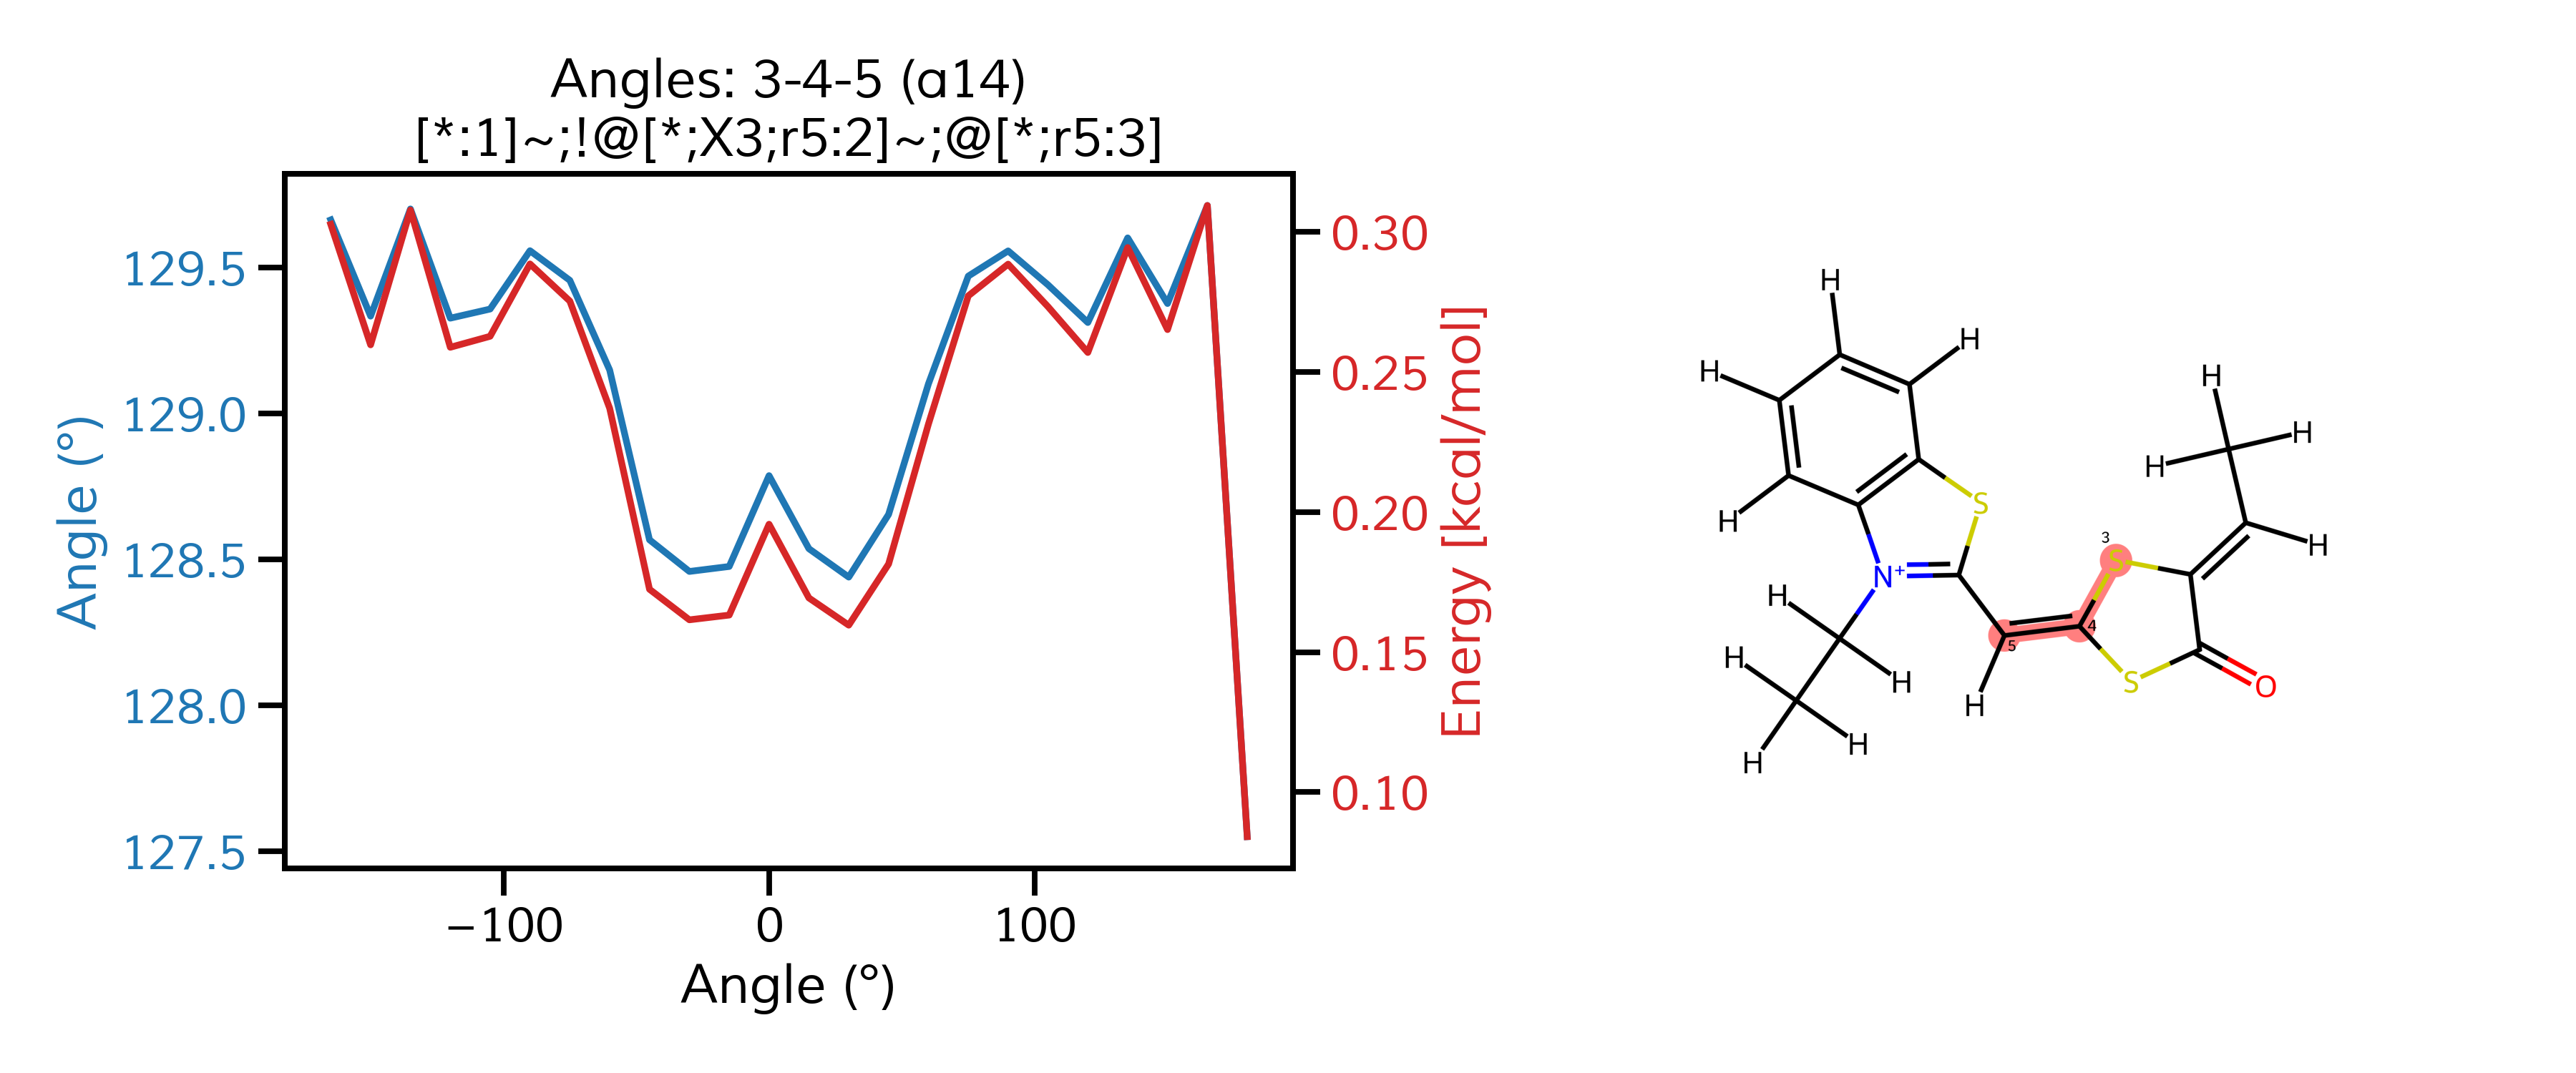 Angles: 3-4-5 (a14)
[*:1]~;!@[*;X3;r5:2]~;@[*;r5:3]
Angle (°)
129.5
129.0
128.5
128.0
127.5
0.30
0.25
0.20
0.15
0.10
Energy [kcal/mol]
−100
0
100
Angle (°)
H
H
H
H
H
H
H
S
3
S
H
N+
H
4
5
H
S
O
H
H
H
H
H